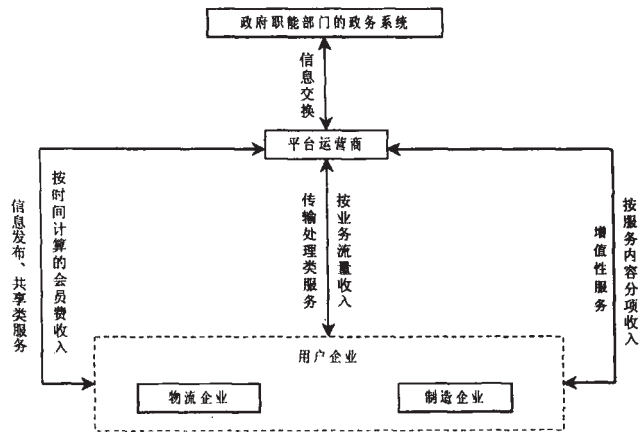 政府职能部门的政务系统
信息交换
平台运营商
信息发布、共享类服务
按时间计算的会员费收入
传输处理类服务
按业务流量收入
增值性服务
按服务内容分项收入
用户企业
物流企业
制造企业